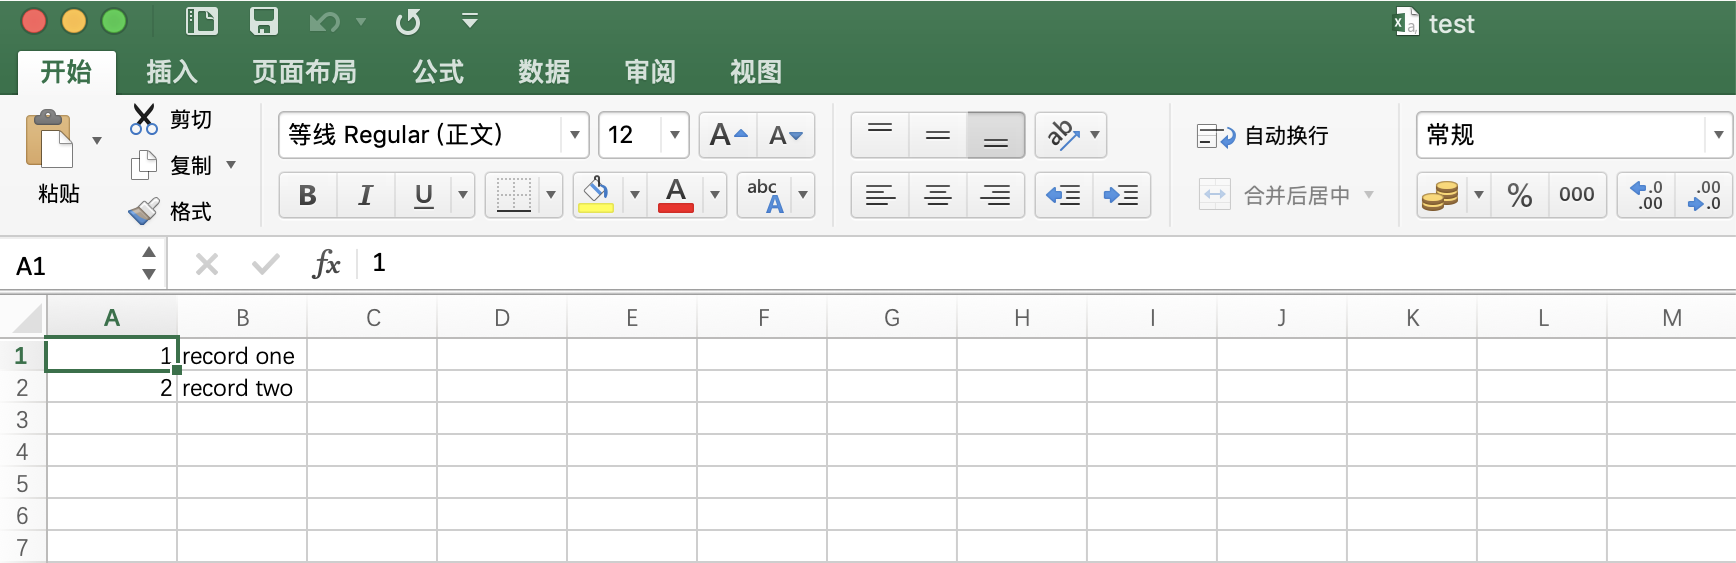 test
开始 插入 页面布局 公式 数据 审阅 视图
剪切
复制
格式
粘贴
等线 Regular (正文) 12 A A
B I U A abc A
ab 自动换行
合并后居中
常规
% 000 .0 .00 .00 .0
A1 fx 1
A B C D E F G H I J K L M
1 1 record one
2 2 record two
3
4
5
6
7